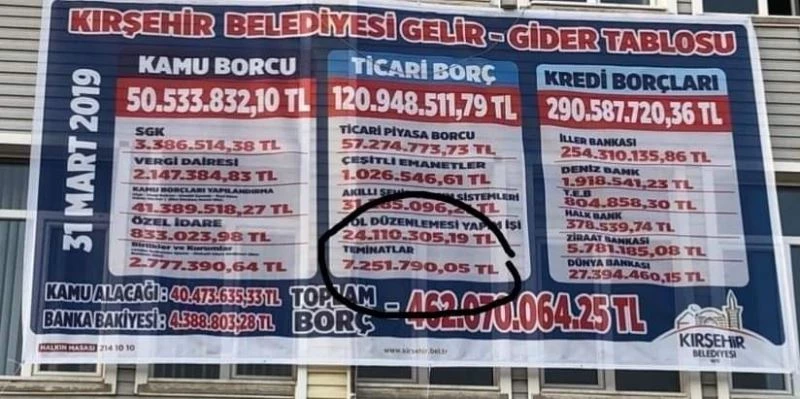 KIRŞEHİR BELEDİYESİ GELİR - GİDER TABLOSU
31 MART 2019
KAMU BORCU
50.533.832,10 TL
SGK
3.386.514,38 TL
VERGİ DAİRESİ
2.147.384,83 TL
KAMU BORÇLARI YAPILANDIRMA
41.389.518,27 TL
ÖZEL İDARE
833.023,98 TL
Birlikler ve Kurumlar
2.777.390,64 TL
TİCARİ BORÇ
120.948.511,79 TL
TİCARİ PİYASA BORCU
57.274.773,73 TL
ÇEŞİTLİ EMANETLER
1.026.546,61 TL
AKILLI SİSTEMLERİ
GÖL DÜZENLEMESİ YAPIM İŞİ
24.110.305,19 TL
TEMİNATLAR
7.251.790,05 TL
KREDİ BORÇLARI
290.587.720,36 TL
İLLER BANKASI
254.310.135,86 TL
DENİZ BANK
1.918.541,23 TL
T.E.B
804.858,30 TL
HALK BANK
378.539,74 TL
ZİRAAT BANKASI
5.781.185,08 TL
DÜNYA BANKASI
27.394.460,15 TL
KAMU ALACAĞI : 40.473.635,33 TL
BANKA BAKİYESİ : 4.388.803,28 TL
TOPLAM BORÇ - 462.070.064.25 TL
HALKIN MASASI 214 10 10
www.kirsehir.bel.tr
KIRŞEHİR
BELEDİYESİ